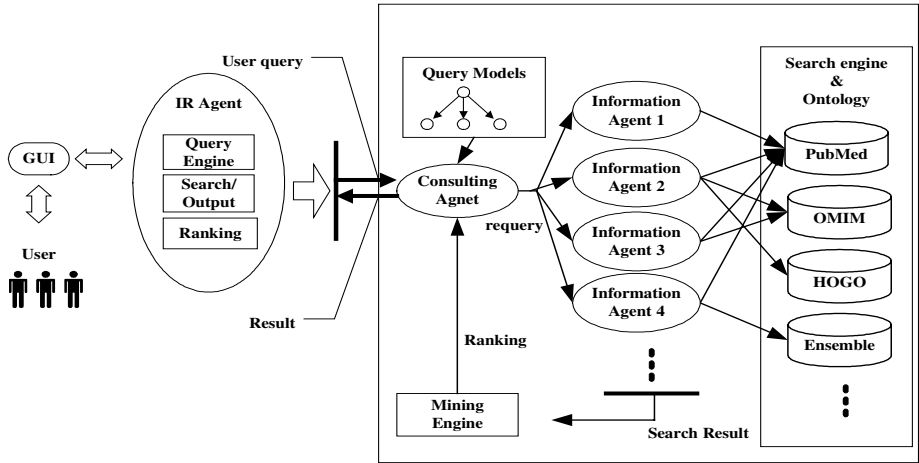 User query
IR Agent
Query
Engine
Search/
Output
Ranking
GUI
User
Result
Query Models
Consulting
Agnet
requery
Ranking
Mining
Engine
Information
Agent 1
Information
Agent 2
Information
Agent 3
Information
Agent 4
Search Result
Search engine
&
Ontology
PubMed
OMIM
HOGO
Ensemble